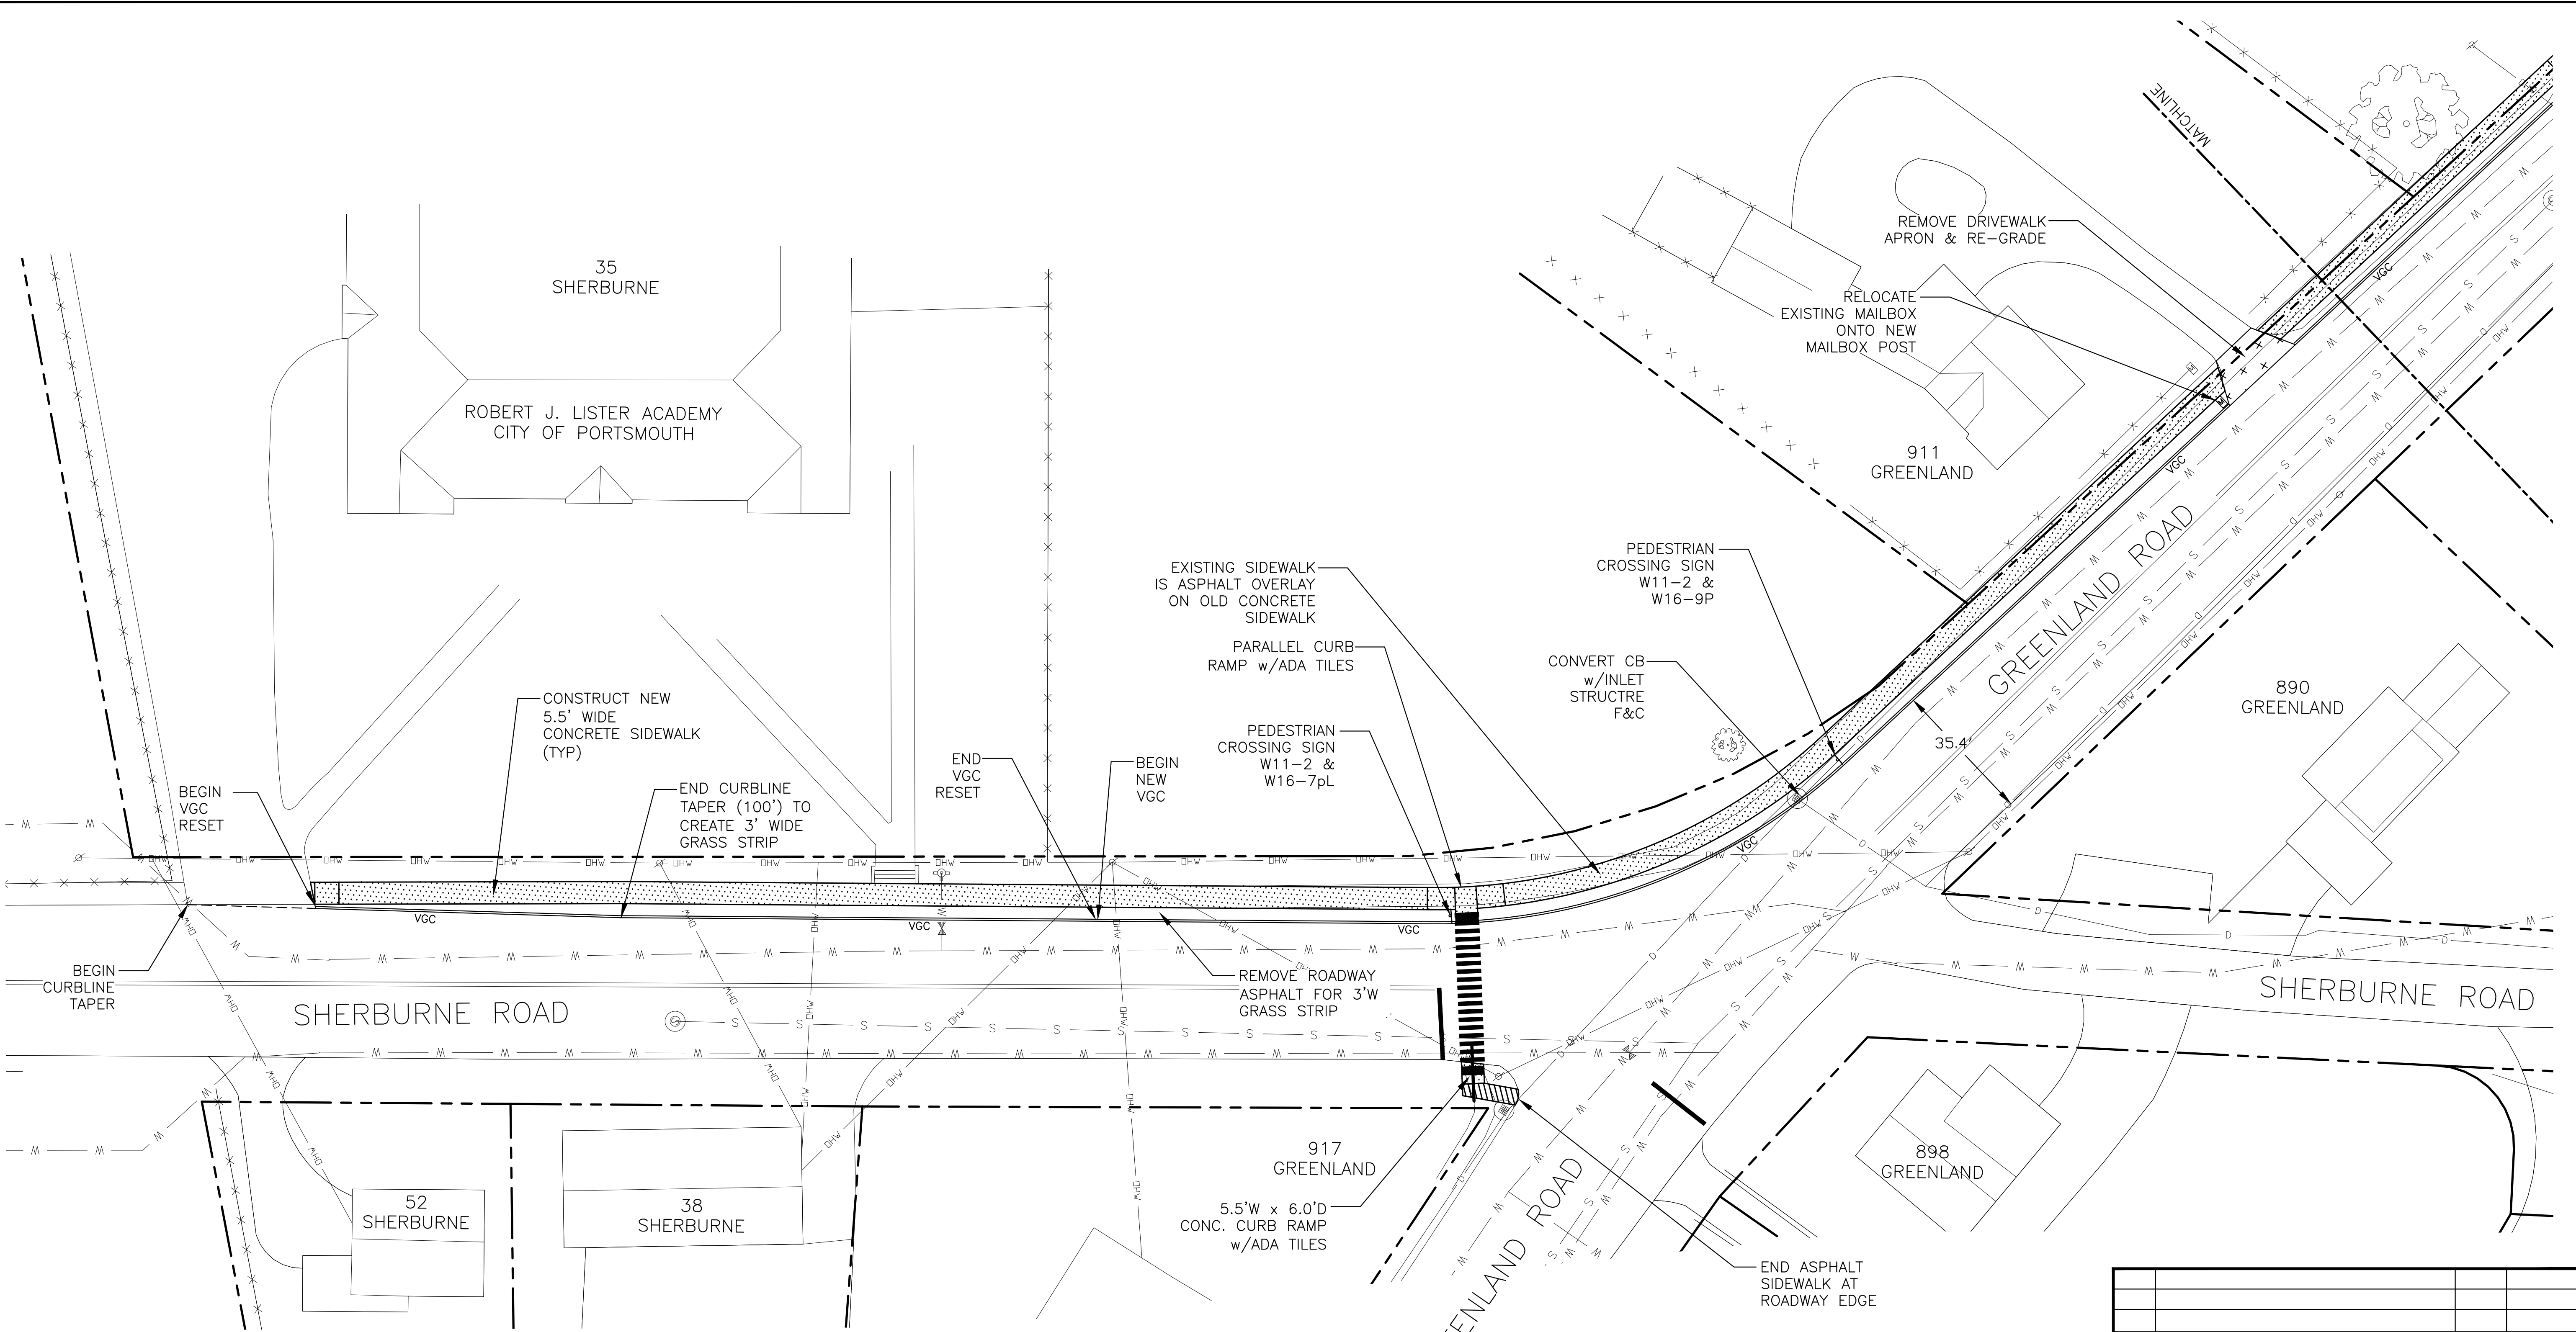 MATCHLINE
REMOVE DRIVEWALK
APRON & RE-GRADE
RELOCATE
EXISTING MAILBOX
ONTO NEW
MAILBOX POST
VGC
35
SHERBURNE
ROBERT J. LISTER ACADEMY
CITY OF PORTSMOUTH
911
GREENLAND
VGC
GREENLAND ROAD
PEDESTRIAN
CROSSING SIGN
W11-2 &
W16-9P
EXISTING SIDEWALK
IS ASPHALT OVERLAY
ON OLD CONCRETE
SIDEWALK
PARALLEL CURB
RAMP w/ADA TILES
CONVERT CB
w/INLET
STRUCTRE
F&C
PEDESTRIAN
CROSSING SIGN
W11-2 &
W16-7pL
35.4'
890
GREENLAND
CONSTRUCT NEW
5.5' WIDE
CONCRETE SIDEWALK
(TYP)
END
VGC
RESET
BEGIN
NEW
VGC
BEGIN
VGC
RESET
END CURBLINE
TAPER (100') TO
CREATE 3' WIDE
GRASS STRIP
VGC
VGC
VGC
VGC
BEGIN
CURBLINE
TAPER
REMOVE ROADWAY
ASPHALT FOR 3'W
GRASS STRIP
SHERBURNE ROAD
SHERBURNE ROAD
917
GREENLAND
898
GREENLAND
52
SHERBURNE
38
SHERBURNE
5.5'W x 6.0'D
CONC. CURB RAMP
w/ADA TILES
END ASPHALT
SIDEWALK AT
ROADWAY EDGE
EENLAND ROAD